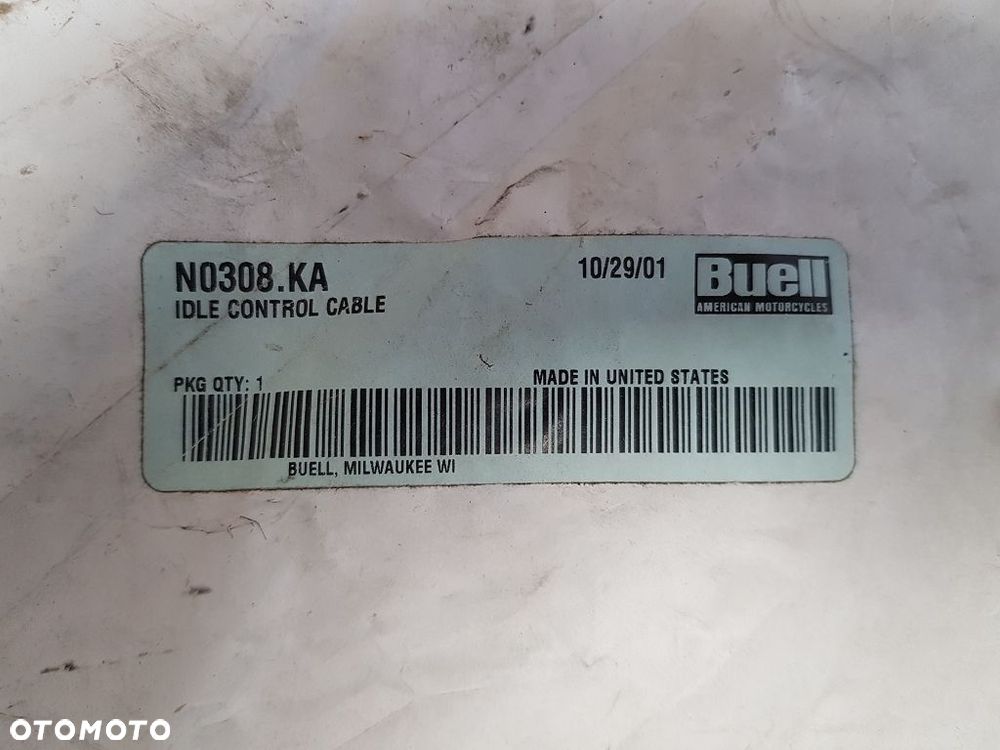 N0308.KA
10/29/01
Buell
AMERICAN MOTORCYCLES
IDLE CONTROL CABLE
PKG QTY: 1
MADE IN UNITED STATES
BUELL, MILWAUKEE WI
OTOMOTO